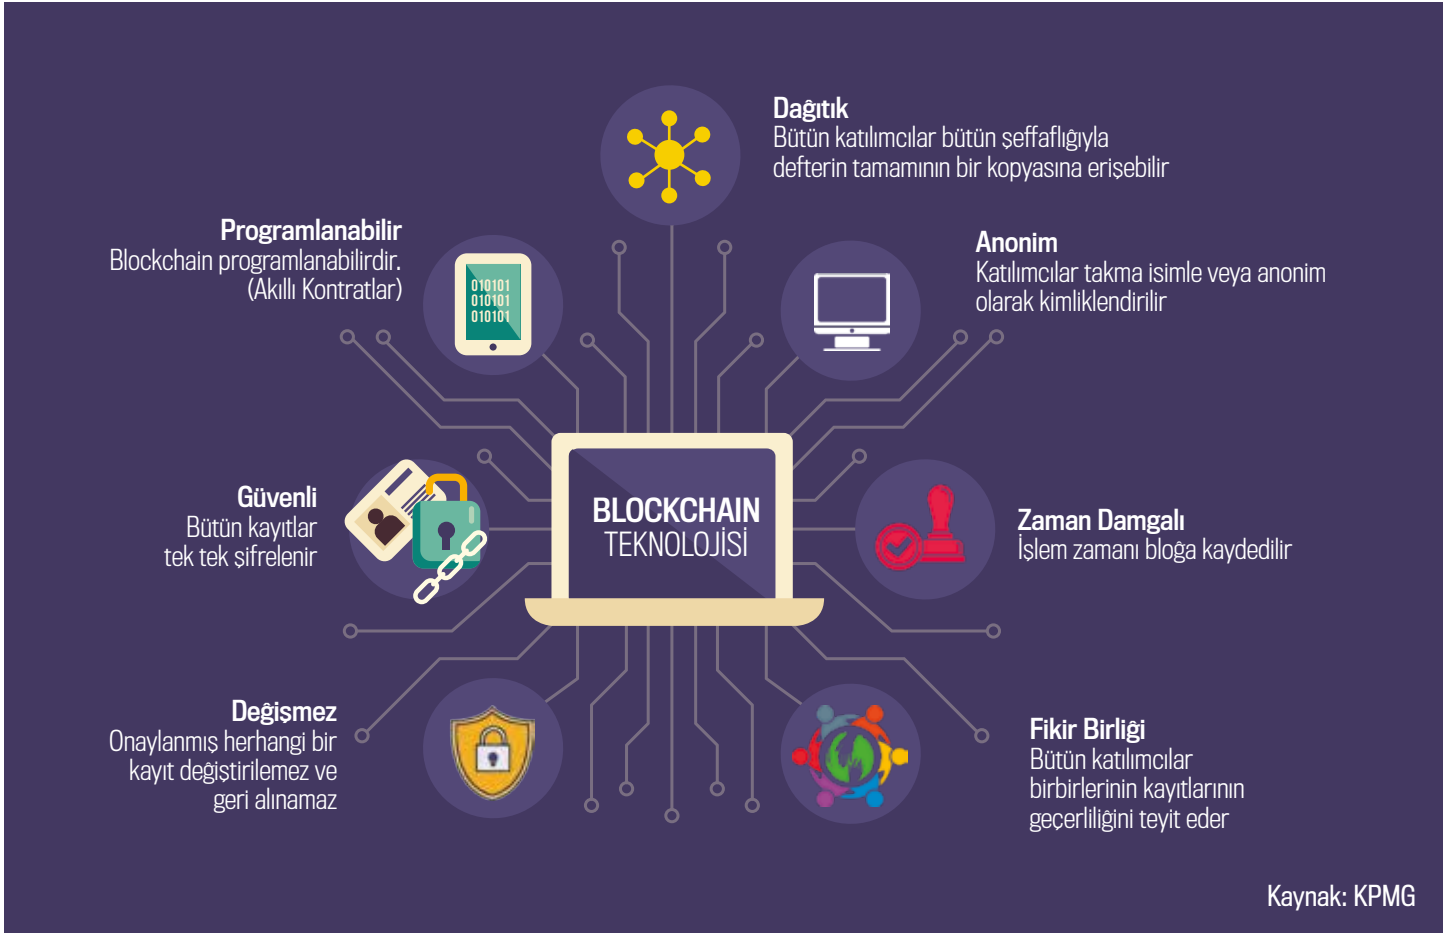 Dağıtık
Bütün katılımcılar bütün şeffaflığıyla
defterin tamamının bir kopyasına erişebilir
Programlanabilir
Blockchain programlanabilirdir.
(Akıllı Kontratlar)
010101
010101
010101
Anonim
Katılımcılar takma isimle veya anonim
olarak kimliklendirilir
Güvenli
Bütün kayıtlar
tek tek şifrelenir
BLOCKCHAIN
TEKNOLOJİSİ
Zaman Damgalı
İşlem zamanı bloğa kaydedilir
Değişmez
Onaylanmış herhangi bir
kayıt değiştirilemez ve
geri alınamaz
Fikir Birliği
Bütün katılımcılar
birbirlerinin kayıtlarının
geçerliliğini teyit eder
Kaynak: KPMG